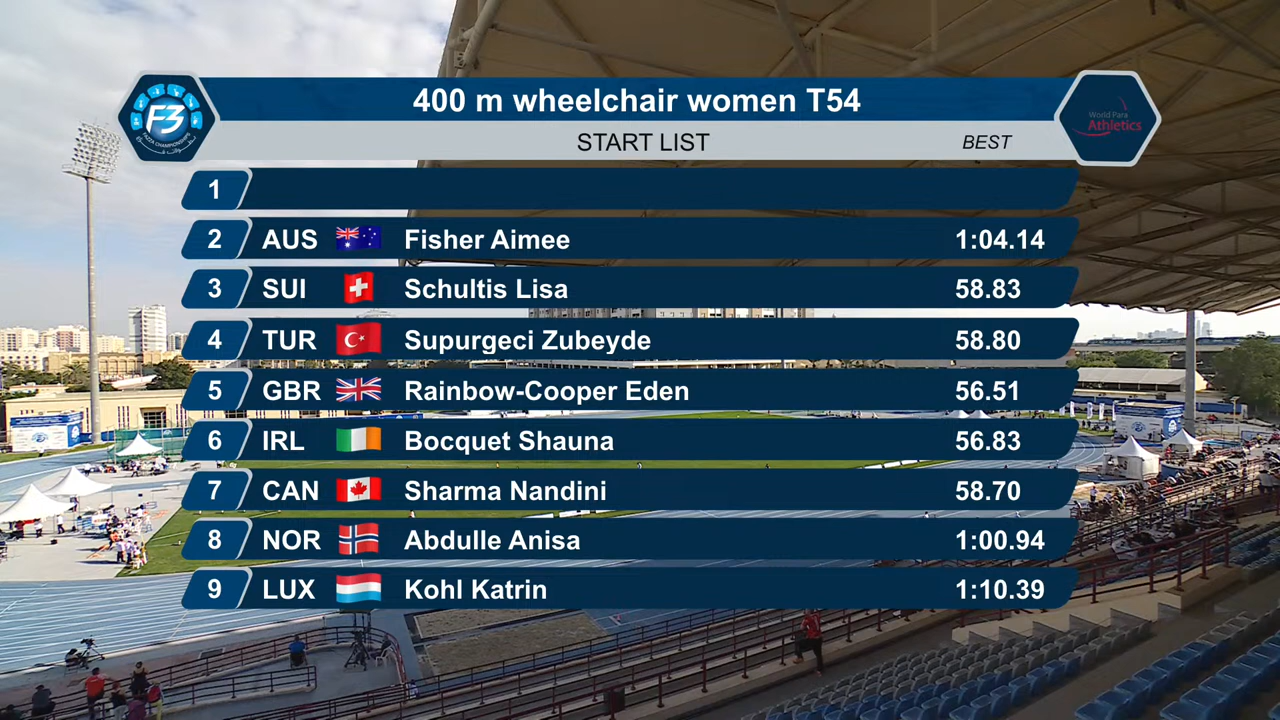 400 m wheelchair women T54
START LIST BEST
F3
FAZZA CHAMPIONSHIPS
World Para
Athletics
1
2 AUS Fisher Aimee 1:04.14
3 SUI Schultis Lisa 58.83
4 TUR Supurgeci Zubeyde 58.80
5 GBR Rainbow-Cooper Eden 56.51
6 IRL Bocquet Shauna 56.83
7 CAN Sharma Nandini 58.70
8 NOR Abdulle Anisa 1:00.94
9 LUX Kohl Katrin 1:10.39